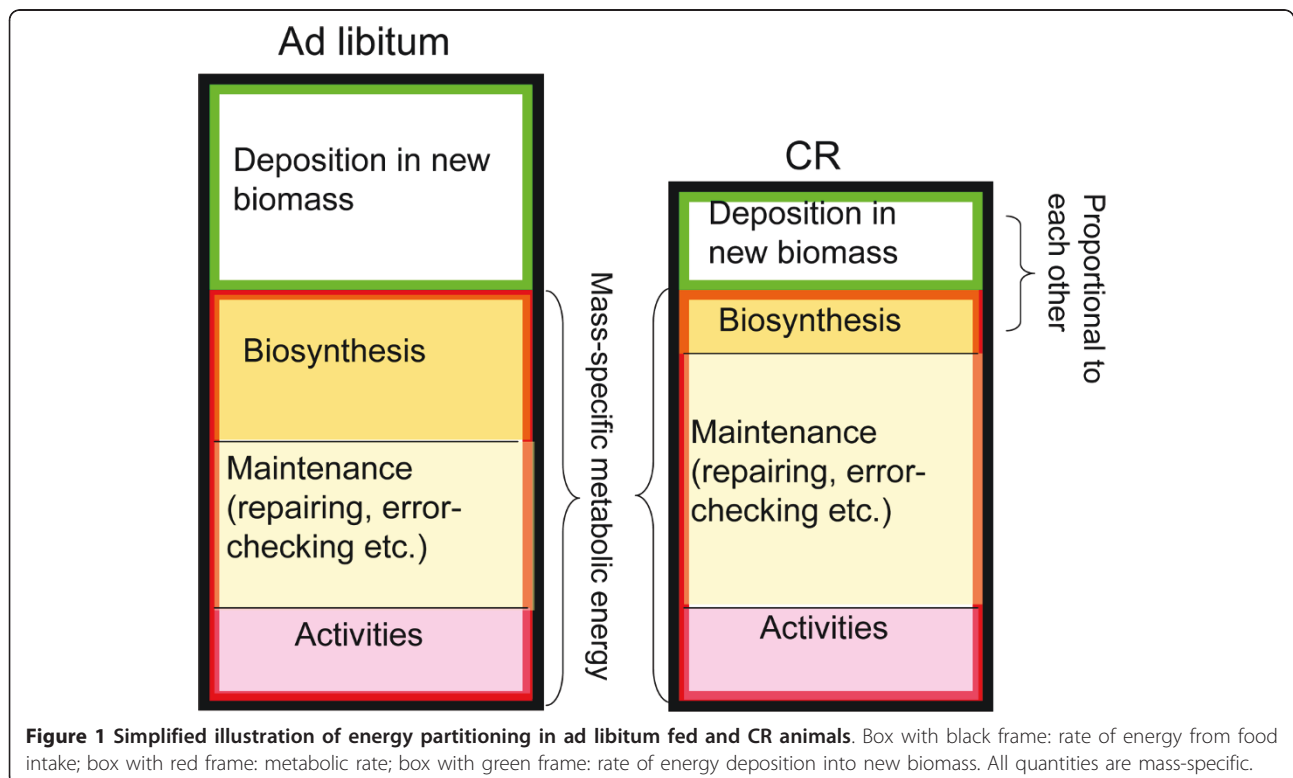 Ad libitum
Deposition in new
biomass
Biosynthesis
Maintenance
(repairing, error-
checking etc.)
Activities
Mass-specific metabolic energy
CR
Deposition in
new biomass
Biosynthesis
Maintenance
(repairing, error-
checking etc.)
Activities
Proportional to
each other
Figure 1 Simplified illustration of energy partitioning in ad libitum fed and CR animals. Box with black frame: rate of energy from food
intake; box with red frame: metabolic rate; box with green frame: rate of energy deposition into new biomass. All quantities are mass-specific.